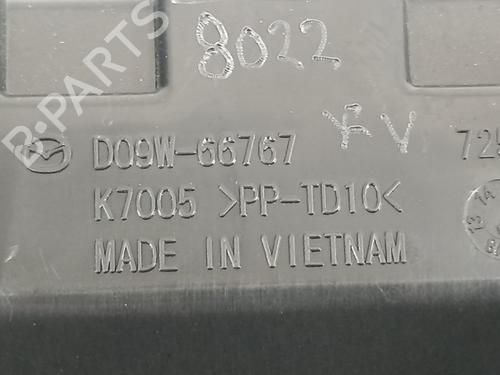 8022
D09W-66767
K7005 >PP-TD10<
MADE IN VIETNAM
B-PARTS